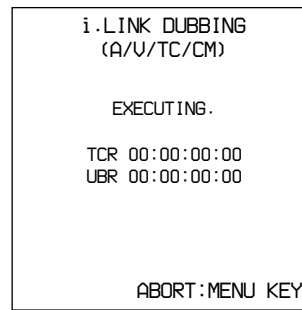 i.LINK DUBBING
(A/V/TC/CM)
EXECUTING.
TCR 00:00:00:00
UBR 00:00:00:00
ABORT:MENU KEY